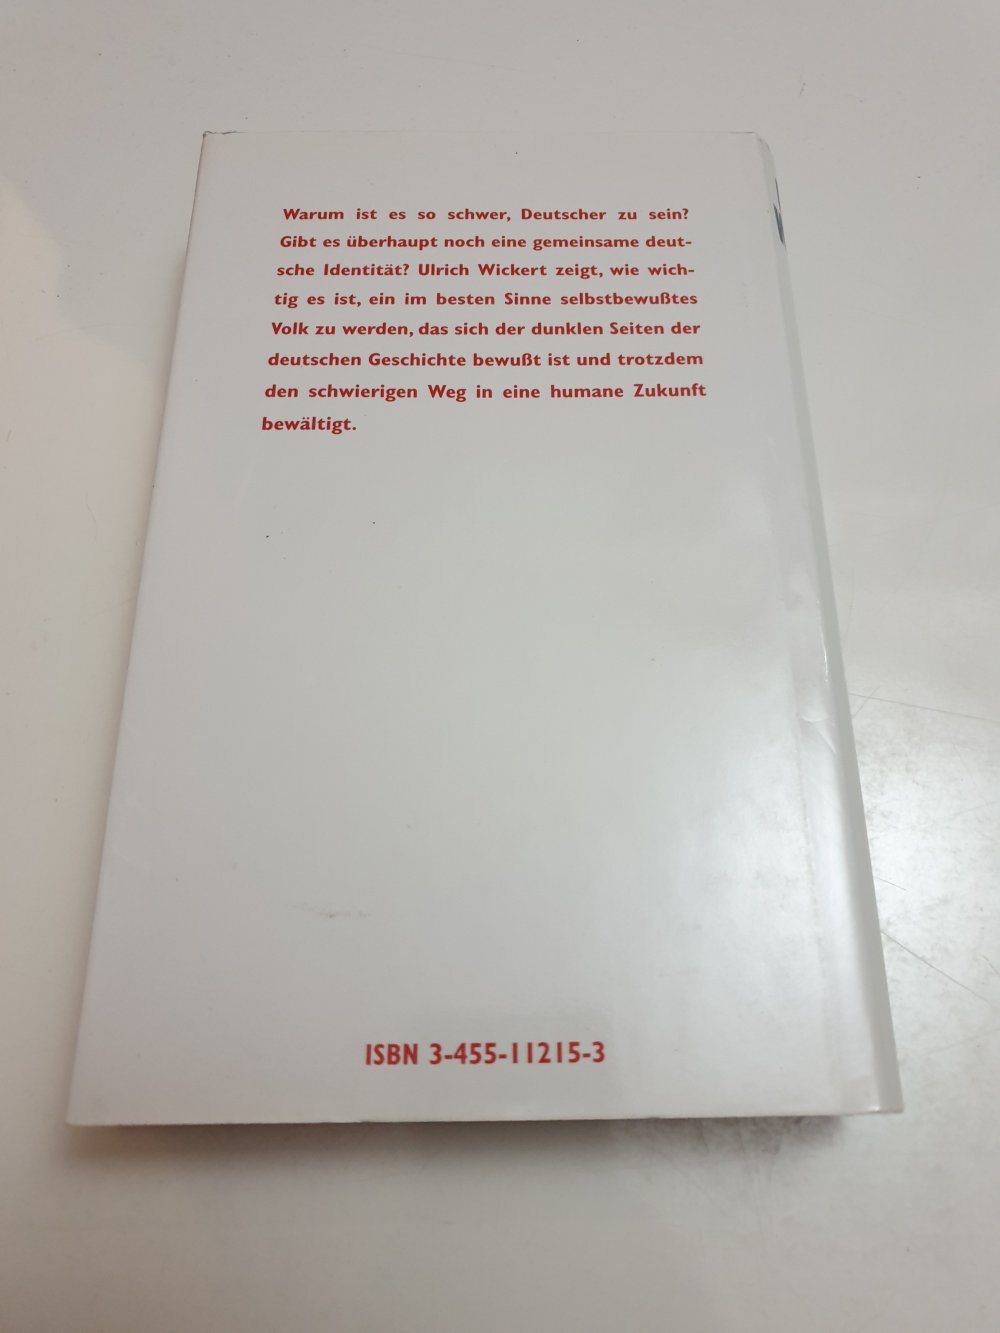 Warum ist es so schwer, Deutscher zu sein?
Gibt es überhaupt noch eine gemeinsame deut-
sche Identität? Ulrich Wickert zeigt, wie wich-
tig es ist, ein im besten Sinne selbstbewußtes
Volk zu werden, das sich der dunklen Seiten der
deutschen Geschichte bewußt ist und trotzdem
den schwierigen Weg in eine humane Zukunft
bewältigt.
ISBN 3-455-11215-3